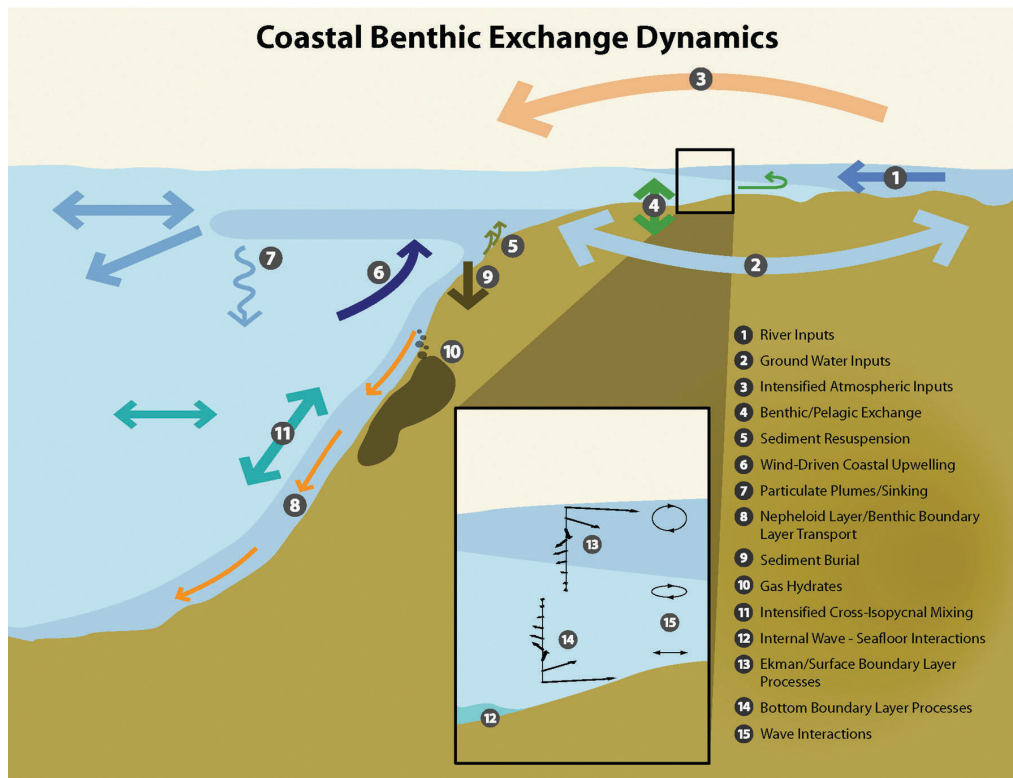 Coastal Benthic Exchange Dynamics
3
1
4
2
5
7
6
9
10
11
8
13
15
14
12
1 River Inputs
2 Ground Water Inputs
3 Intensified Atmospheric Inputs
4 Benthic/Pelagic Exchange
5 Sediment Resuspension
6 Wind-Driven Coastal Upwelling
7 Particulate Plumes/Sinking
8 Nepheloid Layer/Benthic Boundary
Layer Transport
9 Sediment Burial
10 Gas Hydrates
11 Intensified Cross-Isopycnal Mixing
12 Internal Wave - Seafloor Interactions
13 Ekman/Surface Boundary Layer
Processes
14 Bottom Boundary Layer Processes
15 Wave Interactions